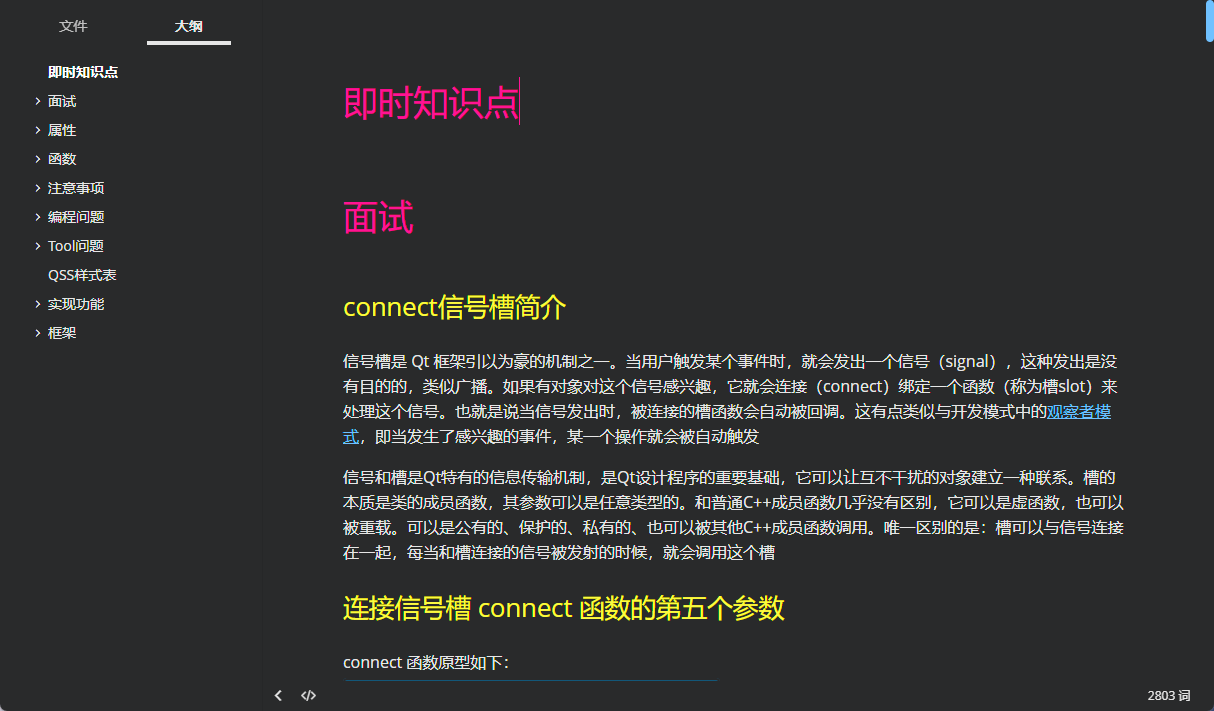 文件
大纲
即时知识点
面试
属性
函数
注意事项
编程问题
Tool问题
QSS样式表
实现功能
框架
即时知识点
面试
connect信号槽简介
信号槽是 Qt 框架引以为豪的机制之一。当用户触发某个事件时，就会发出一个信号（signal），这种发出是没
有目的的，类似广播。如果有对象对这个信号感兴趣，它就会连接（connect）绑定一个函数（称为槽slot）来
处理这个信号。也就是说当信号发出时，被连接的槽函数会自动被回调。这有点类似与开发模式中的观察者模
式，即当发生了感兴趣的事件，某一个操作就会被自动触发
信号和槽是Qt特有的信息传输机制，是Qt设计程序的重要基础，它可以让互不干扰的对象建立一种联系。槽的
本质是类的成员函数，其参数可以是任意类型的。和普通C++成员函数几乎没有区别，它可以是虚函数，也可以
被重载。可以是公有的、保护的、私有的、也可以被其他C++成员函数调用。唯一区别的是：槽可以与信号连接
在一起，每当和槽连接的信号被发射的时候，就会调用这个槽
连接信号槽 connect 函数的第五个参数
connect 函数原型如下：
2803 词